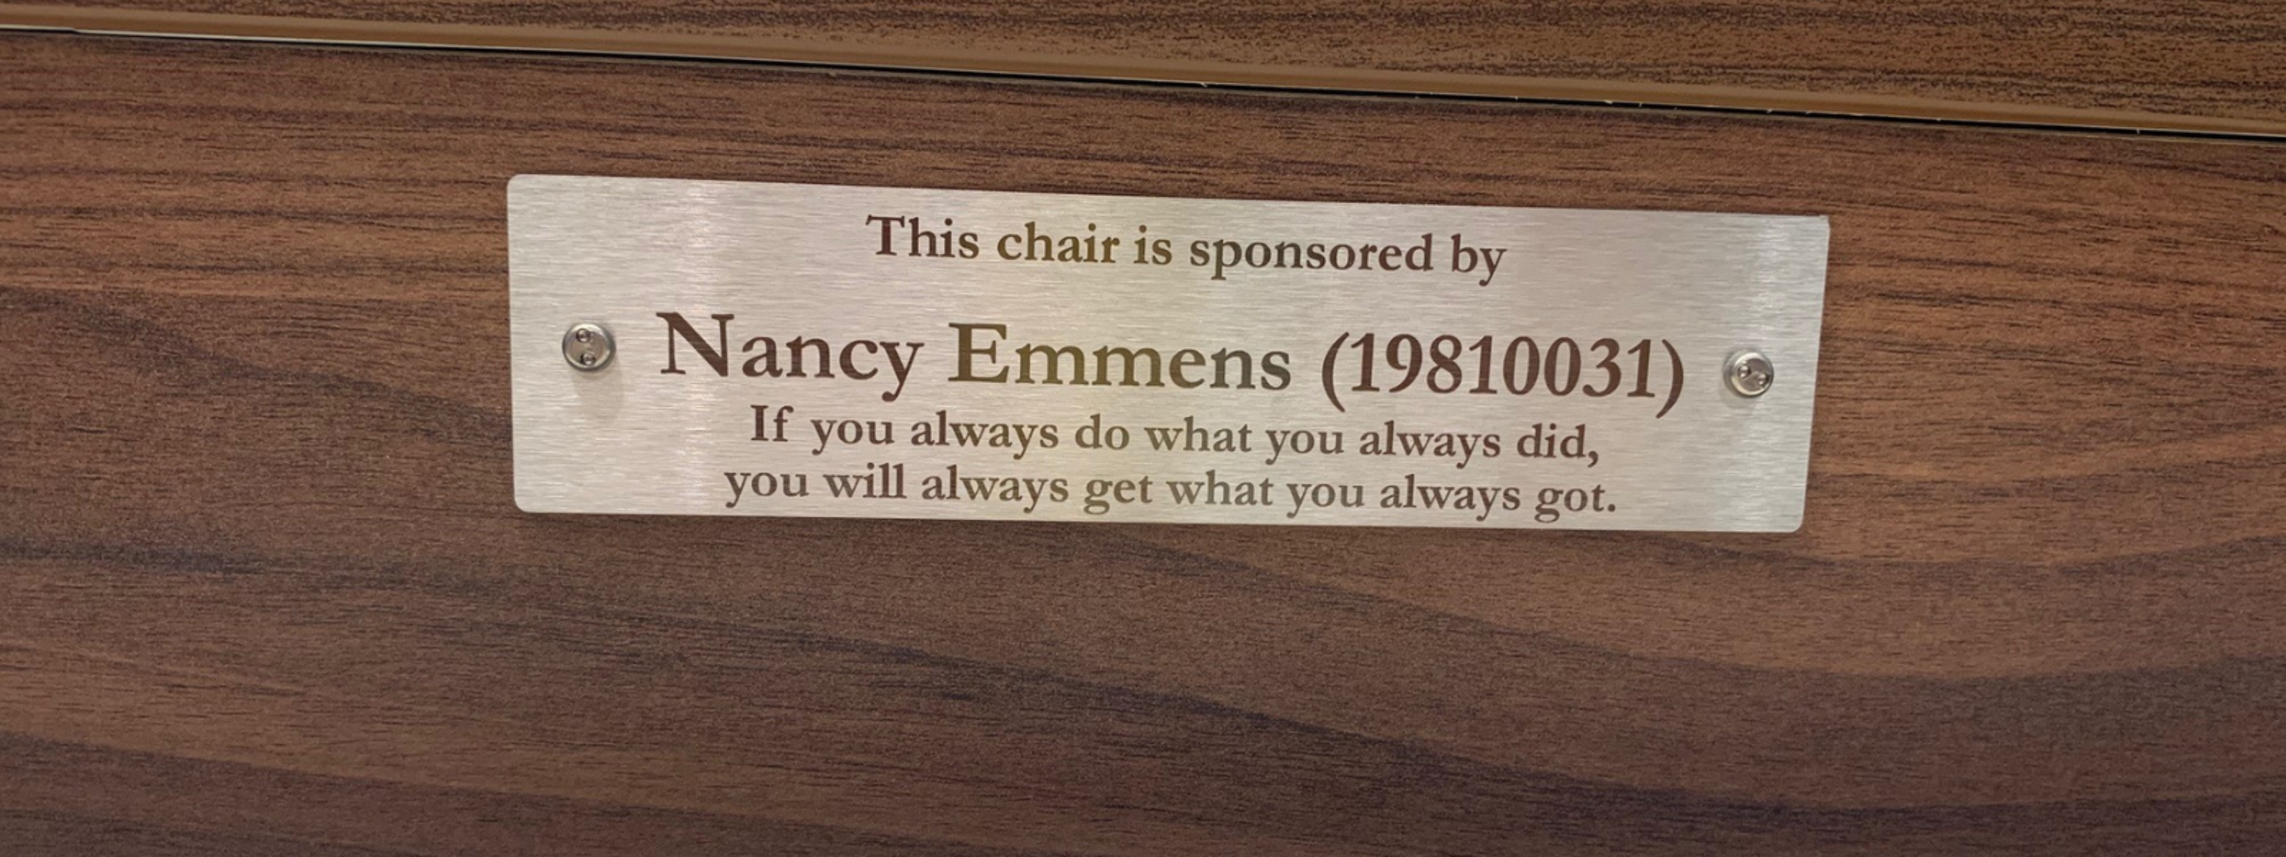 This chair is sponsored by
Nancy Emmens (19810031)
If you always do what you always did,
you will always get what you always got.